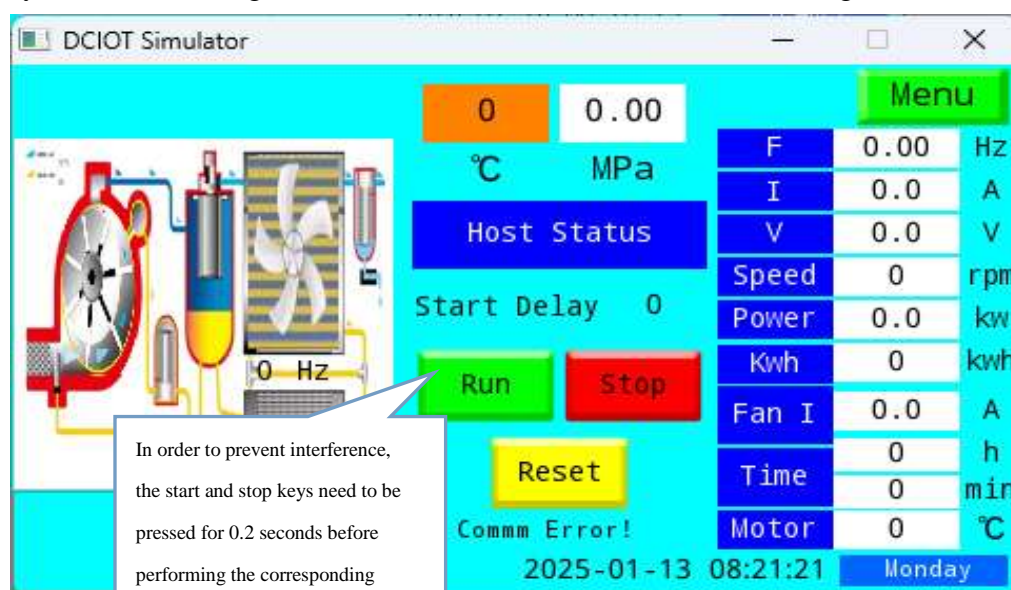 DCIOT Simulator
Menu
0
0.00
℃
MPa
Host Status
Start Delay 0
Run
Stop
Reset
Commm Error!
0 Hz
F 0.00 Hz
I 0.0 A
V 0.0 V
Speed 0 rpm
Power 0.0 kw
Kwh 0 kwh
Fan I 0.0 A
Time 0 h
0 min
Motor 0 ℃
2025-01-13 08:21:21 Monday
In order to prevent interference,
the start and stop keys need to be
pressed for 0.2 seconds before
performing the corresponding